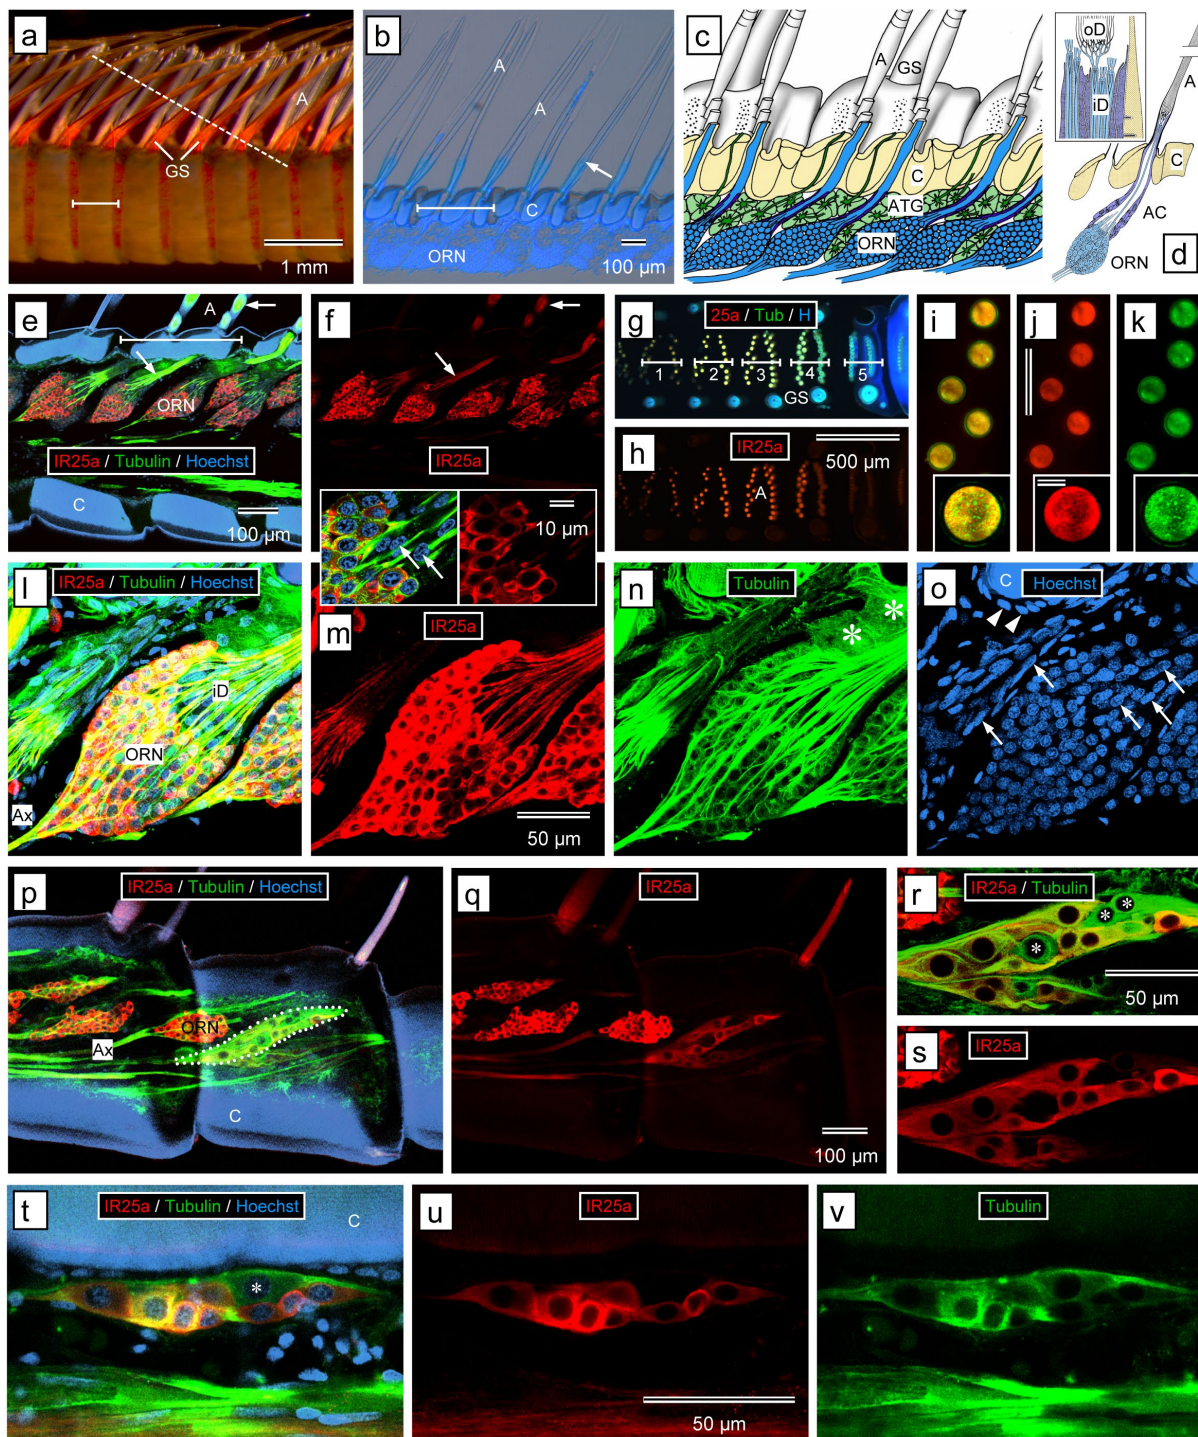 a
A
GS
1 mm
b
A
A
C
ORN
100 µm
c
A
GS
C
ATG
ORN
oD
iD
A
C
AC
ORN
d
e
A
ORN
IR25a / Tubulin / Hoechst
C
100 µm
f
IR25a
10 µm
g
25a / Tub / H
1 2 3 4 5
GS
h
IR25a
500 µm
A
i
j
k
l
IR25a / Tubulin / Hoechst
iD
ORN
Ax
m
IR25a
50 µm
n
Tubulin
* *
o
C
Hoechst
p
IR25a / Tubulin / Hoechst
ORN
Ax
C
q
IR25a
100 µm
r
IR25a / Tubulin
* * *
50 µm
s
IR25a
t
IR25a / Tubulin / Hoechst
C
*
u
IR25a
50 µm
v
Tubulin